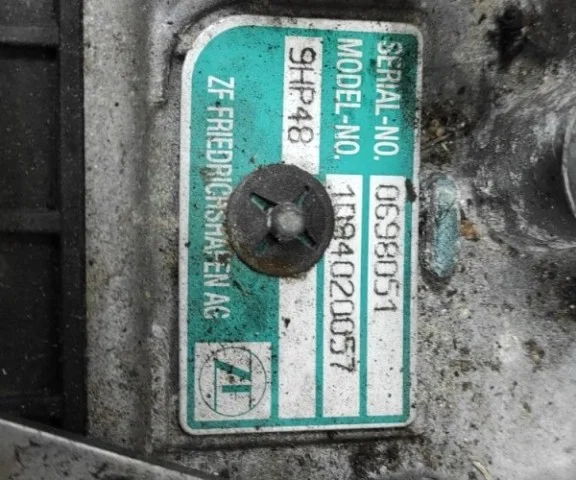 SERIAL-NO. 0698051
MODEL-NO. 1094020057
9HP48
ZF FRIEDRICHSHAFEN AG
ZF